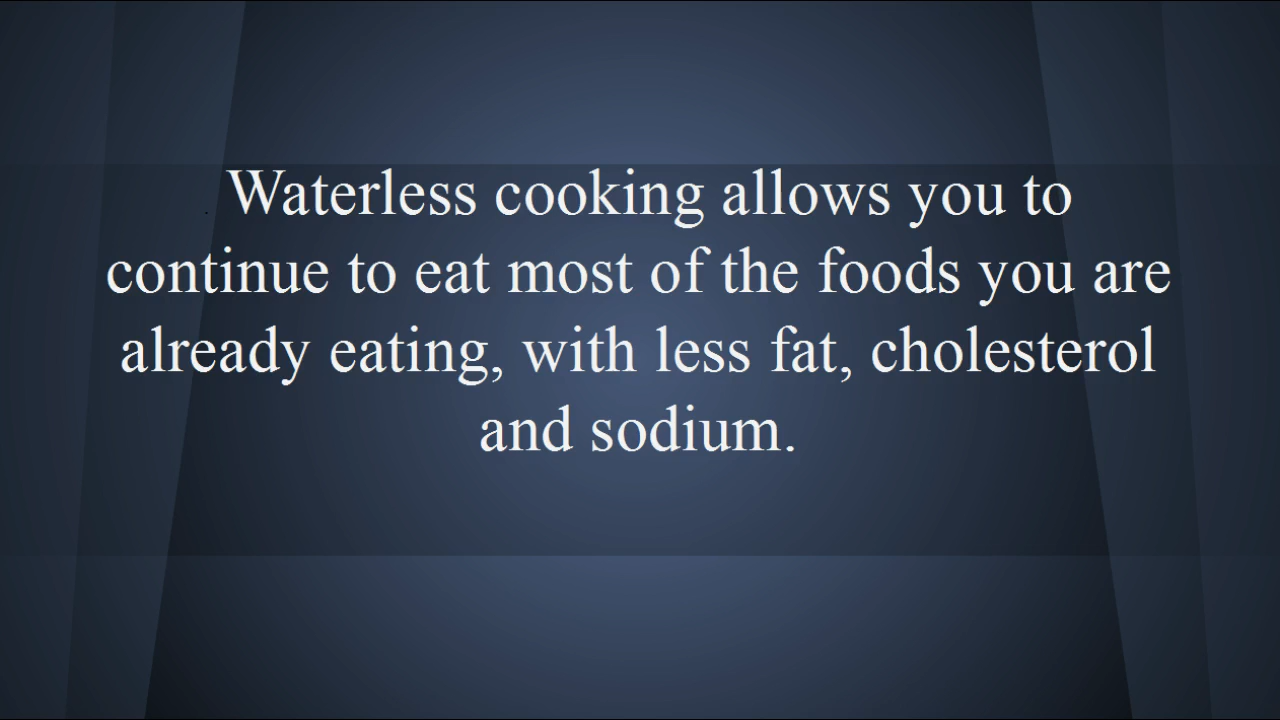 Waterless cooking allows you to
continue to eat most of the foods you are
already eating, with less fat, cholesterol
and sodium.